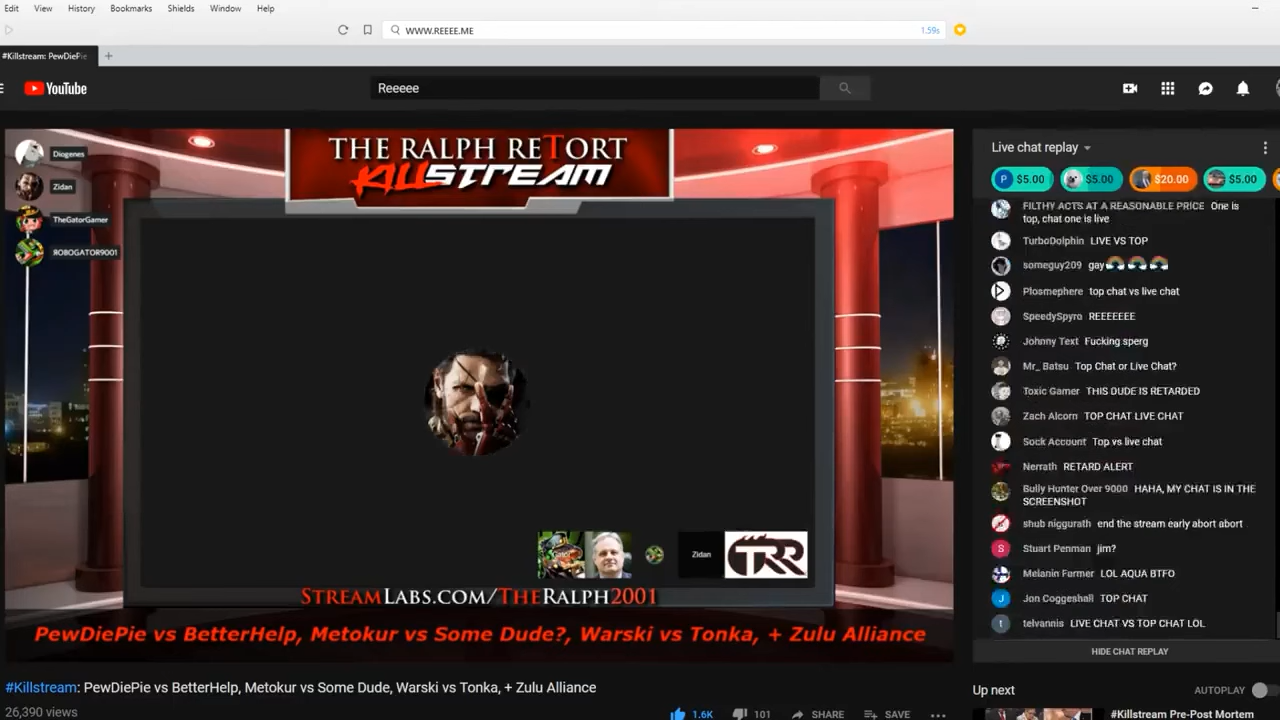 Edit View History Bookmarks Shields Window Help
WWW.REEEE.ME 1.59s
#Killstream: PewDiePie
YouTube Reeeee
THE RALPH RETORT
KILLSTREAM
Diogenes
Zidan
TheGatorGamer
ROBOGATOR9001
Zidan
TRR
STREAMLABS.COM/THERALPH2001
PewDiePie vs BetterHelp, Metokur vs Some Dude?, Warski vs Tonka, + Zulu Alliance
#Killstream: PewDiePie vs BetterHelp, Metokur vs Some Dude, Warski vs Tonka, + Zulu Alliance
26,390 views
1.6K 101 SHARE SAVE
Live chat replay
$5.00 $5.00 $20.00 $5.00
FILTHY ACTS AT A REASONABLE PRICE One is
top, chat one is live
TurboDolphin LIVE VS TOP
someguy209 gay
Plosmephere top chat vs live chat
SpeedySpyro REEEEEEE
Johnny Text Fucking sperg
Mr_ Batsu Top Chat or Live Chat?
Toxic Gamer THIS DUDE IS RETARDED
Zach Alcorn TOP CHAT LIVE CHAT
Sock Account Top vs live chat
Nerrath RETARD ALERT
Bully Hunter Over 9000 HAHA, MY CHAT IS IN THE
SCREENSHOT
shub niggurath end the stream early abort abort
Stuart Penman jim?
Melanin Farmer LOL AQUA BTFO
Jon Coggeshall TOP CHAT
telvannis LIVE CHAT VS TOP CHAT LOL
HIDE CHAT REPLAY
Up next AUTOPLAY
#Killstream Pre-Post Mortem